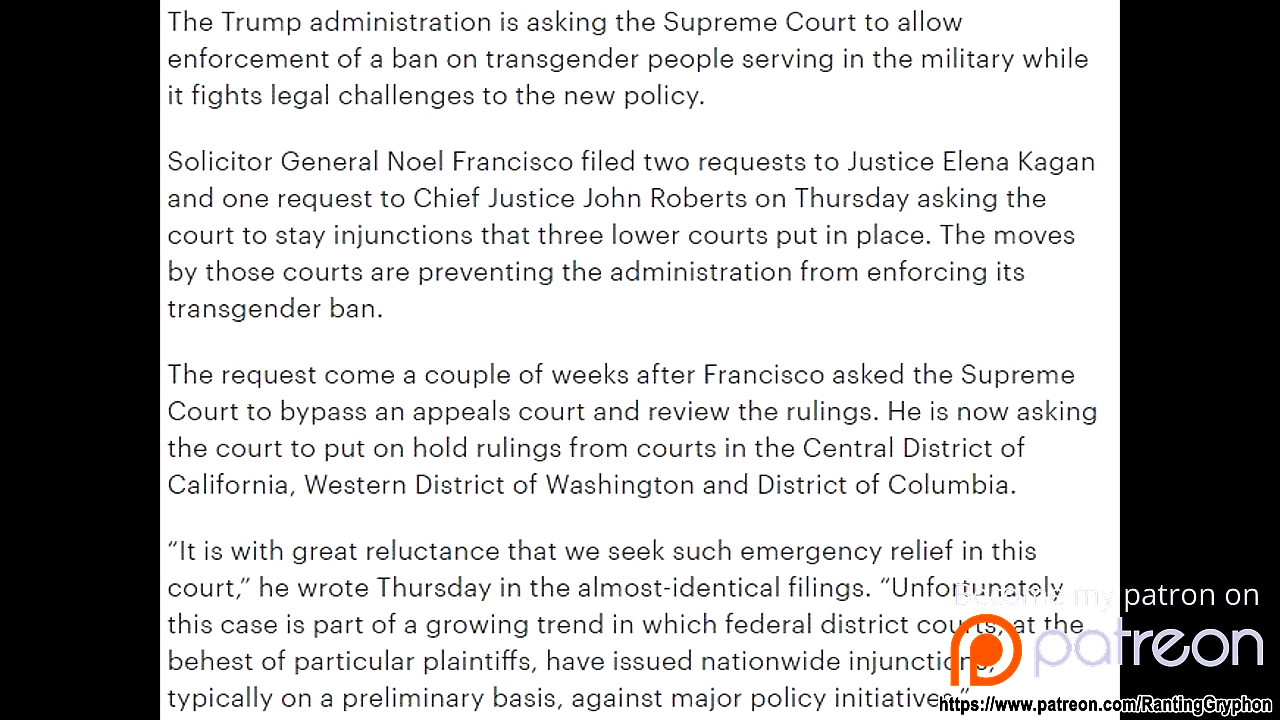 The Trump administration is asking the Supreme Court to allow
enforcement of a ban on transgender people serving in the military while
it fights legal challenges to the new policy.
Solicitor General Noel Francisco filed two requests to Justice Elena Kagan
and one request to Chief Justice John Roberts on Thursday asking the
court to stay injunctions that three lower courts put in place. The moves
by those courts are preventing the administration from enforcing its
transgender ban.
The request come a couple of weeks after Francisco asked the Supreme
Court to bypass an appeals court and review the rulings. He is now asking
the court to put on hold rulings from courts in the Central District of
California, Western District of Washington and District of Columbia.
“It is with great reluctance that we seek such emergency relief in this
court,” he wrote Thursday in the almost-identical filings. “Unfortunately
this case is part of a growing trend in which federal district courts, at the
behest of particular plaintiffs, have issued nationwide injunctions,
typically on a preliminary basis, against major policy initiatives.”
Become my patron on
patreon
https://www.patreon.com/RantingGryphon